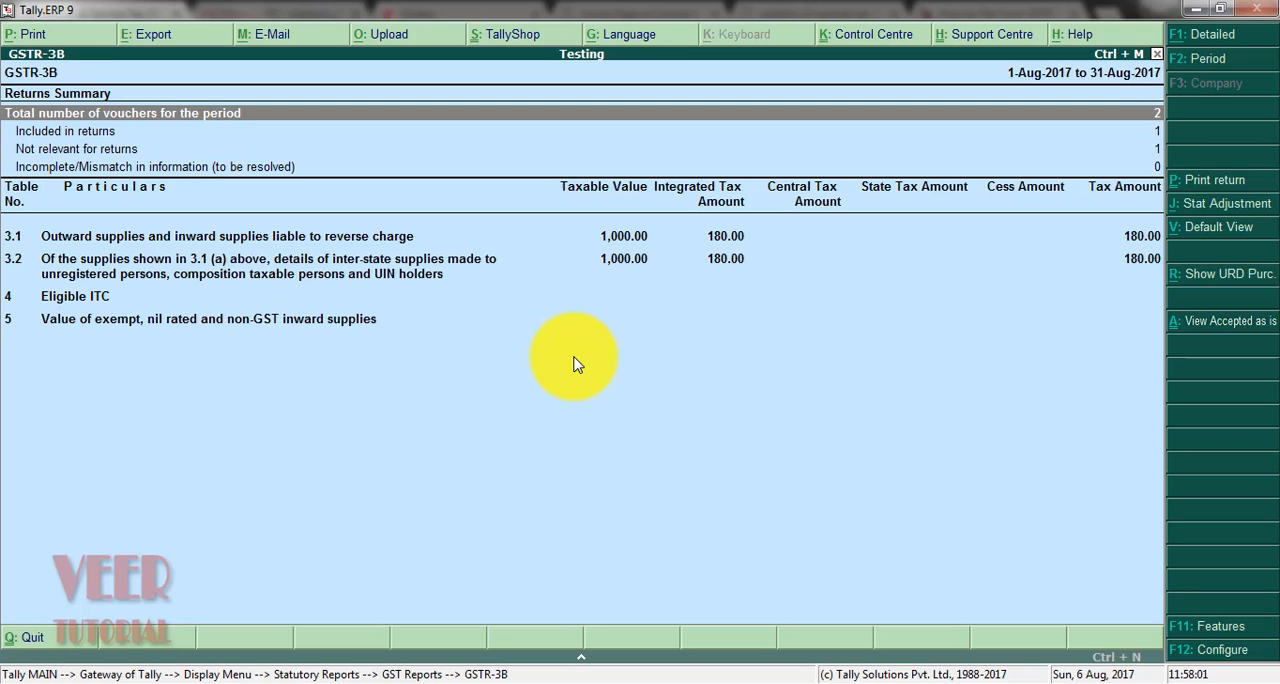 Tally.ERP 9
P: Print E: Export M: E-Mail O: Upload S: TallyShop G: Language K: Keyboard K: Control Centre H: Support Centre H: Help
F1: Detailed
GSTR-3B Testing Ctrl + M
F2: Period
GSTR-3B 1-Aug-2017 to 31-Aug-2017
F3: Company
Returns Summary
Total number of vouchers for the period 2
Included in returns 1
Not relevant for returns 1
Incomplete/Mismatch in information (to be resolved) 0
P: Print return
J: Stat Adjustment
V: Default View
R: Show URD Purc.
A: View Accepted as is
Table Particulars Taxable Value Integrated Tax Central Tax State Tax Amount Cess Amount Tax Amount
No. Amount Amount
3.1 Outward supplies and inward supplies liable to reverse charge 1,000.00 180.00 180.00
3.2 Of the supplies shown in 3.1 (a) above, details of inter-state supplies made to 1,000.00 180.00 180.00
unregistered persons, composition taxable persons and UIN holders
4 Eligible ITC
5 Value of exempt, nil rated and non-GST inward supplies
VEER
TUTORIAL
Q: Quit
F11: Features
F12: Configure
Ctrl + N
Tally MAIN --> Gateway of Tally --> Display Menu --> Statutory Reports --> GST Reports --> GSTR-3B (c) Tally Solutions Pvt. Ltd., 1988-2017 Sun, 6 Aug, 2017 11:58:01